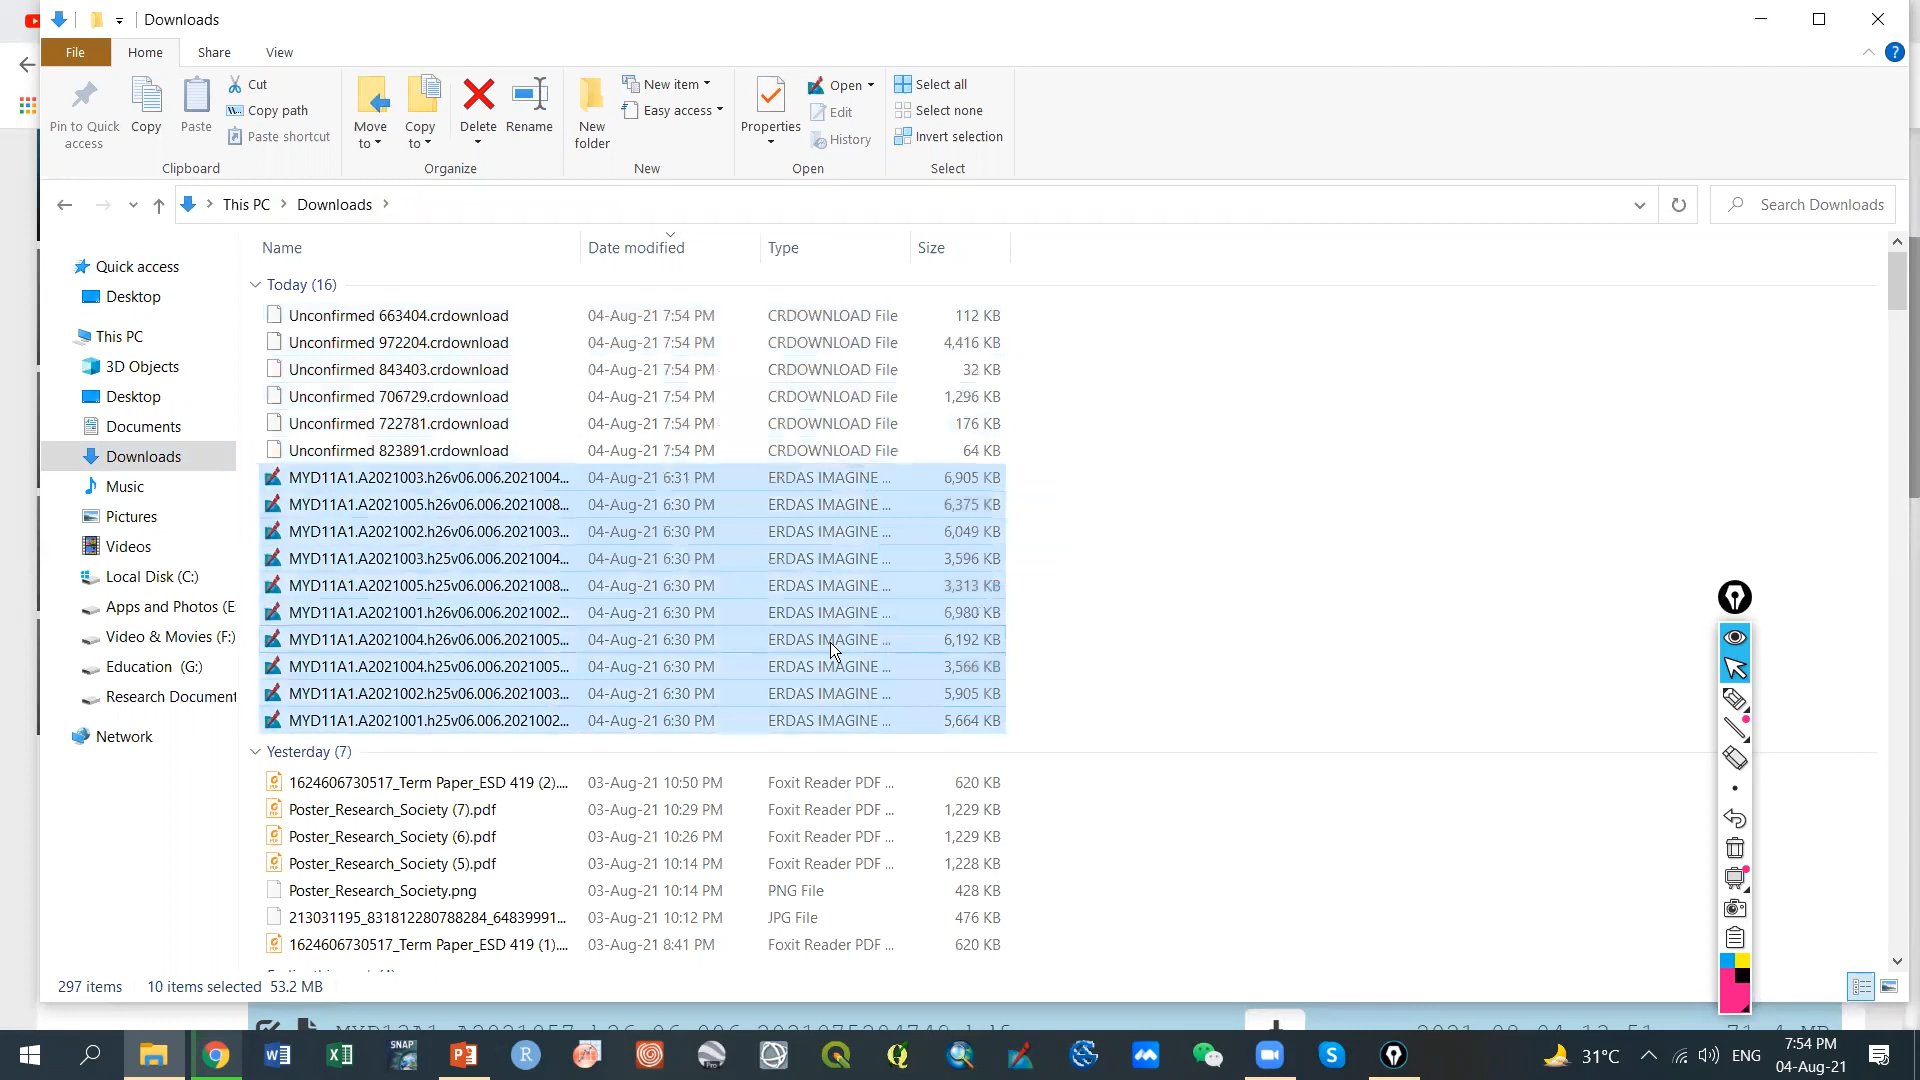 Downloads
File Home Share View
Pin to Quick access
Copy
Paste
Cut
Copy path
Paste shortcut
Clipboard
Move to
Copy to
Delete
Rename
Organize
New folder
New item
Easy access
New
Properties
Open
Edit
History
Open
Select all
Select none
Invert selection
Select
This PC Downloads
Search Downloads
Quick access
Desktop
This PC
3D Objects
Desktop
Documents
Downloads
Music
Pictures
Videos
Local Disk (C:)
Apps and Photos (E
Video & Movies (F:)
Education (G:)
Research Document
Network
Name Date modified Type Size
Today (16)
Unconfirmed 663404.crdownload 04-Aug-21 7:54 PM CRDOWNLOAD File 112 KB
Unconfirmed 972204.crdownload 04-Aug-21 7:54 PM CRDOWNLOAD File 4,416 KB
Unconfirmed 843403.crdownload 04-Aug-21 7:54 PM CRDOWNLOAD File 32 KB
Unconfirmed 706729.crdownload 04-Aug-21 7:54 PM CRDOWNLOAD File 1,296 KB
Unconfirmed 722781.crdownload 04-Aug-21 7:54 PM CRDOWNLOAD File 176 KB
Unconfirmed 823891.crdownload 04-Aug-21 7:54 PM CRDOWNLOAD File 64 KB
MYD11A1.A2021003.h26v06.006.2021004... 04-Aug-21 6:31 PM ERDAS IMAGINE ... 6,905 KB
MYD11A1.A2021005.h26v06.006.2021008... 04-Aug-21 6:30 PM ERDAS IMAGINE ... 6,375 KB
MYD11A1.A2021002.h26v06.006.2021003... 04-Aug-21 6:30 PM ERDAS IMAGINE ... 6,049 KB
MYD11A1.A2021003.h25v06.006.2021004... 04-Aug-21 6:30 PM ERDAS IMAGINE ... 3,596 KB
MYD11A1.A2021005.h25v06.006.2021008... 04-Aug-21 6:30 PM ERDAS IMAGINE ... 3,313 KB
MYD11A1.A2021001.h26v06.006.2021002... 04-Aug-21 6:30 PM ERDAS IMAGINE ... 6,980 KB
MYD11A1.A2021004.h26v06.006.2021005... 04-Aug-21 6:30 PM ERDAS IMAGINE ... 6,192 KB
MYD11A1.A2021004.h25v06.006.2021005... 04-Aug-21 6:30 PM ERDAS IMAGINE ... 3,566 KB
MYD11A1.A2021002.h25v06.006.2021003... 04-Aug-21 6:30 PM ERDAS IMAGINE ... 5,905 KB
MYD11A1.A2021001.h25v06.006.2021002... 04-Aug-21 6:30 PM ERDAS IMAGINE ... 5,664 KB
Yesterday (7)
1624606730517_Term Paper_ESD 419 (2).... 03-Aug-21 10:50 PM Foxit Reader PDF ... 620 KB
Poster_Research_Society (7).pdf 03-Aug-21 10:29 PM Foxit Reader PDF ... 1,229 KB
Poster_Research_Society (6).pdf 03-Aug-21 10:26 PM Foxit Reader PDF ... 1,229 KB
Poster_Research_Society (5).pdf 03-Aug-21 10:14 PM Foxit Reader PDF ... 1,228 KB
Poster_Research_Society.png 03-Aug-21 10:14 PM PNG File 428 KB
213031195_831812280788284_64839991... 03-Aug-21 10:12 PM JPG File 476 KB
1624606730517_Term Paper_ESD 419 (1).... 03-Aug-21 8:41 PM Foxit Reader PDF ... 620 KB
297 items 10 items selected 53.2 MB
SNAP
Pro
31°C
ENG
7:54 PM
04-Aug-21